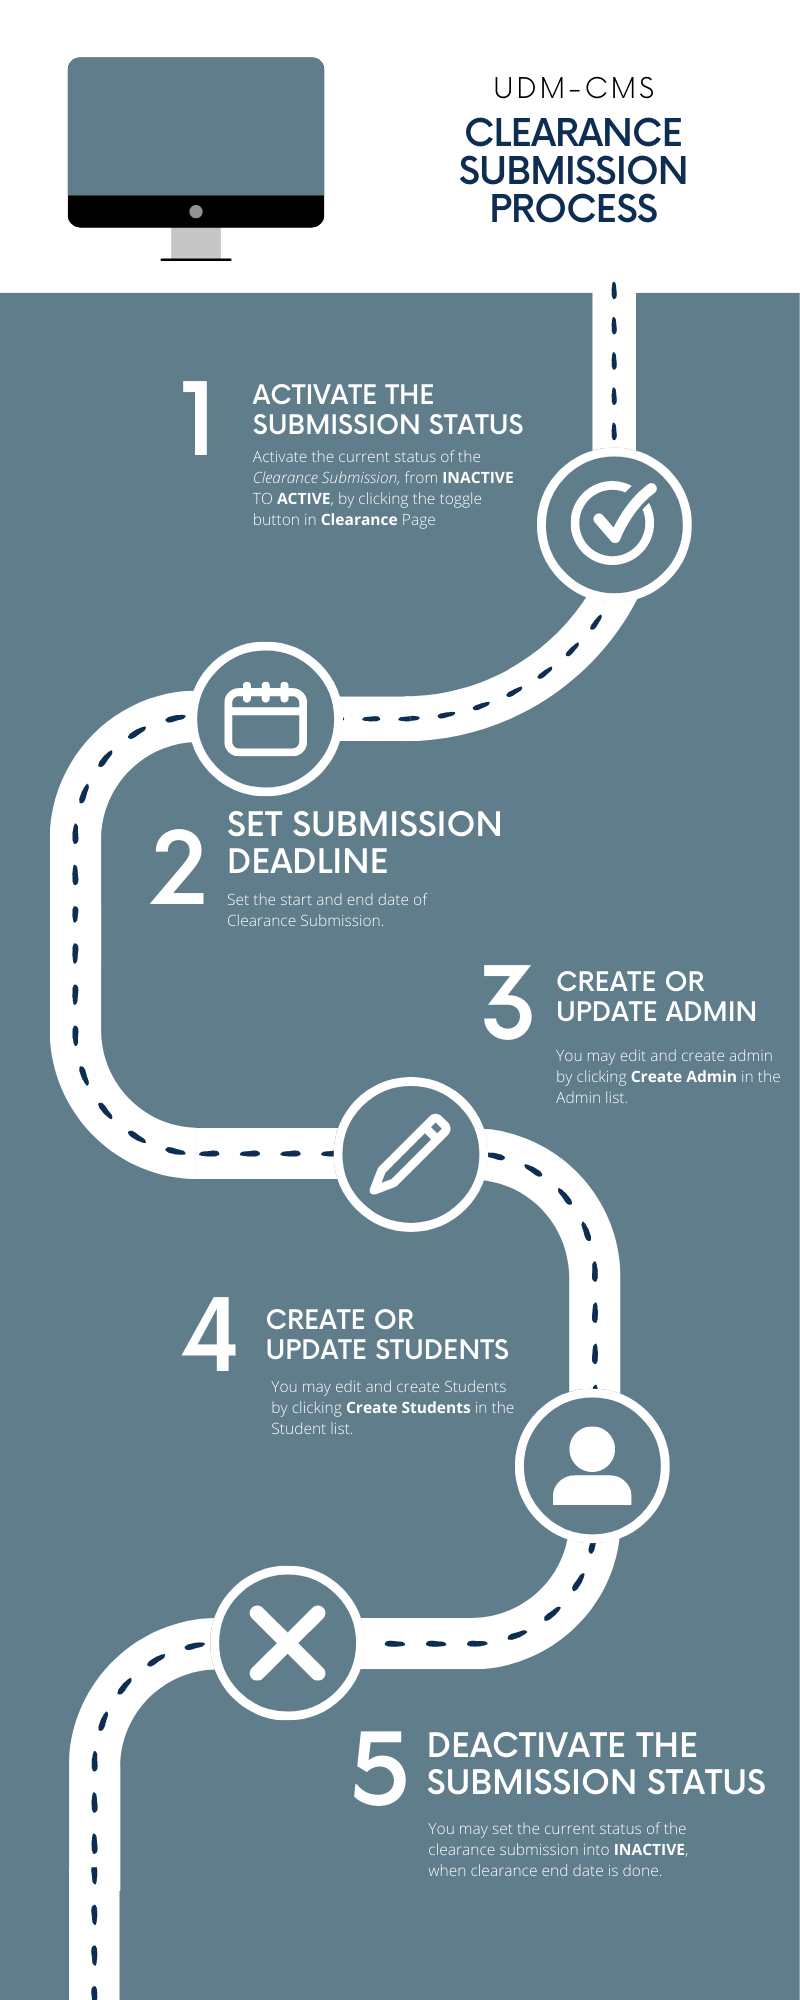 UDM-CMS
CLEARANCE
SUBMISSION
PROCESS
1
ACTIVATE THE
SUBMISSION STATUS
Activate the current status of the
Clearance Submission, from INACTIVE
TO ACTIVE, by clicking the toggle
button in Clearance Page
2
SET SUBMISSION
DEADLINE
Set the start and end date of
Clearance Submission.
3
CREATE OR
UPDATE ADMIN
You may edit and create admin
by clicking Create Admin in the
Admin list.
4
CREATE OR
UPDATE STUDENTS
You may edit and create Students
by clicking Create Students in the
Student list.
5
DEACTIVATE THE
SUBMISSION STATUS
You may set the current status of the
clearance submission into INACTIVE,
when clearance end date is done.